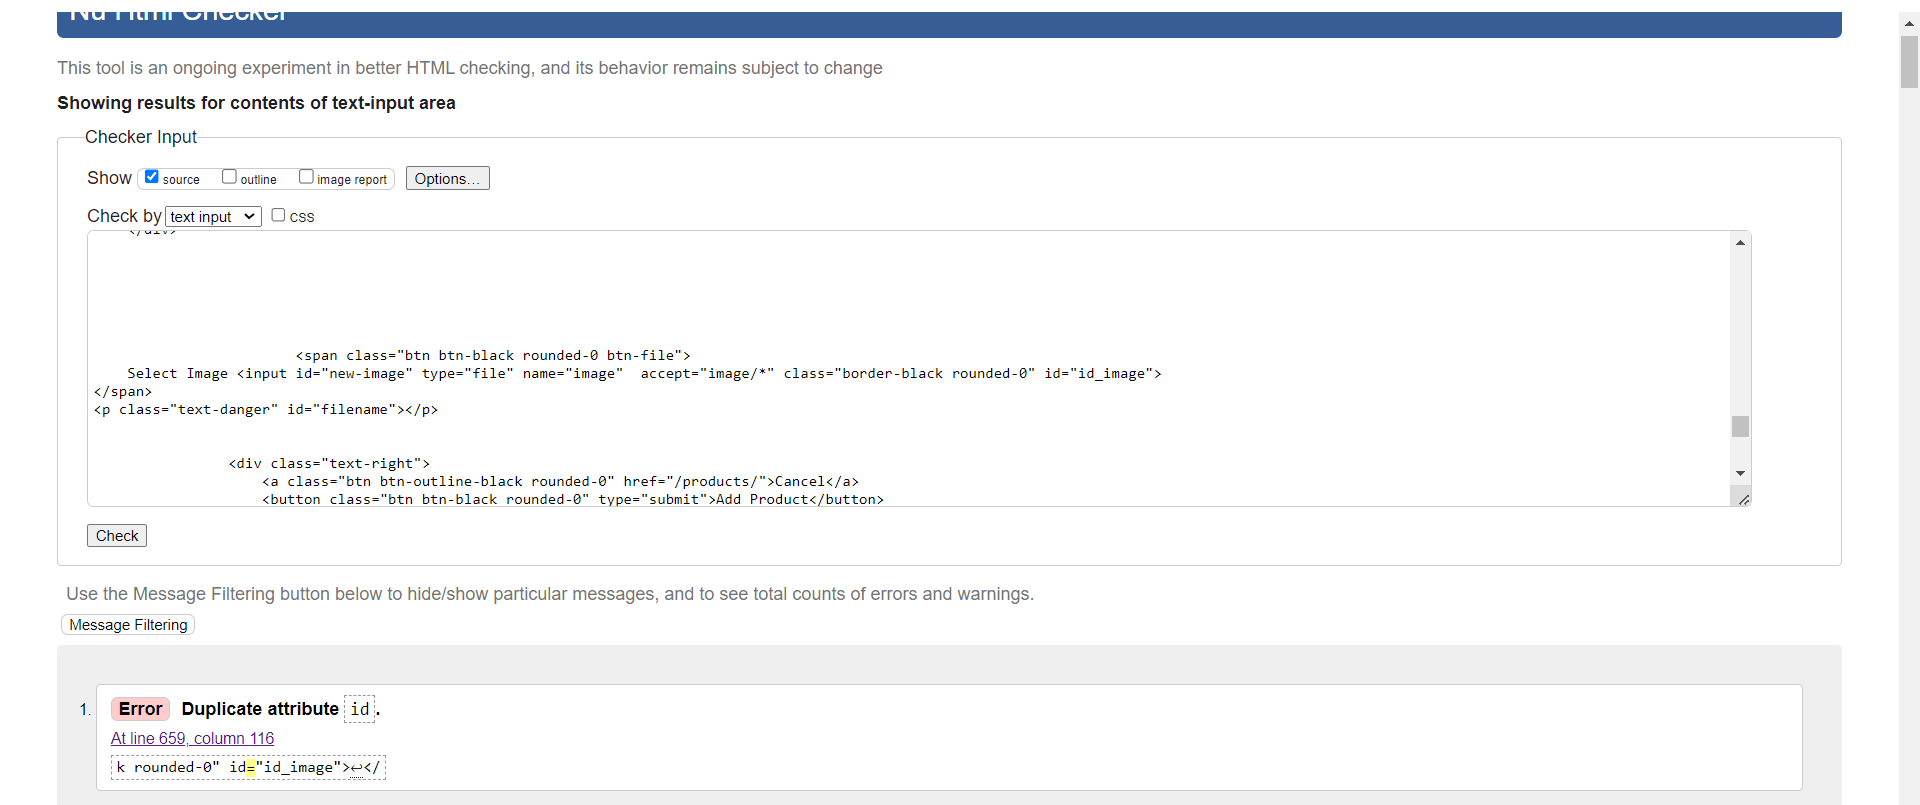 Nu Html Checker
This tool is an ongoing experiment in better HTML checking, and its behavior remains subject to change
Showing results for contents of text-input area
Checker Input
Show source outline image report Options...
Check by text input css
</div>
<span class="btn btn-black rounded-0 btn-file">
Select Image <input id="new-image" type="file" name="image"  accept="image/*" class="border-black rounded-0" id="id_image">
</span>
<p class="text-danger" id="filename"></p>
<div class="text-right">
<a class="btn btn-outline-black rounded-0" href="/products/">Cancel</a>
<button class="btn btn-black rounded-0" type="submit">Add Product</button>
Check
Use the Message Filtering button below to hide/show particular messages, and to see total counts of errors and warnings.
Message Filtering
1. Error Duplicate attribute id.
At line 659, column 116
k rounded-0" id="id_image">↩</